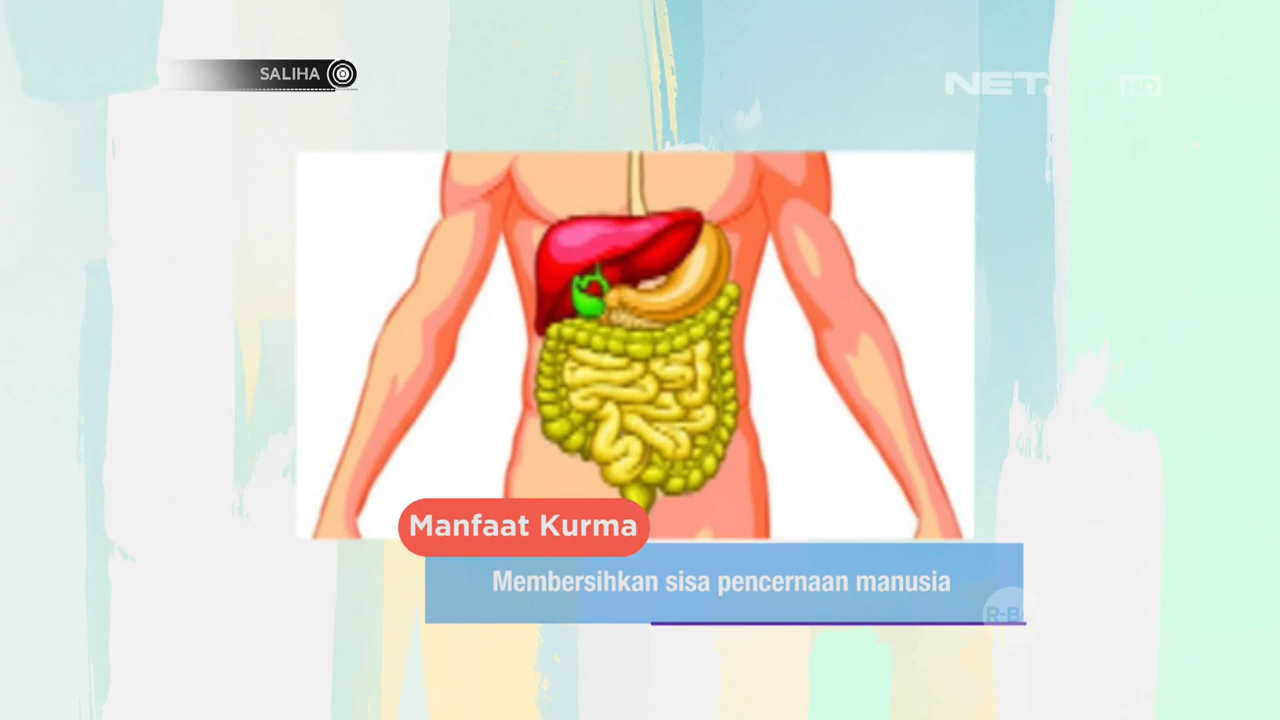 SALIHA
NET.
HD
Manfaat Kurma
Membersihkan sisa pencernaan manusia